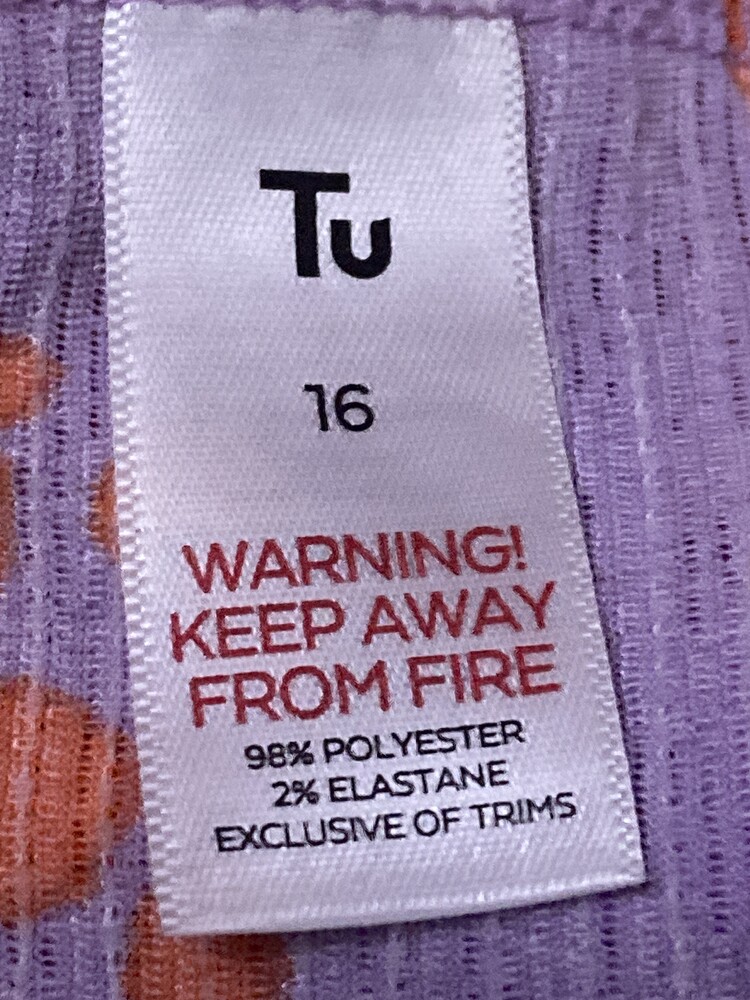 Tu
16
WARNING!
KEEP AWAY
FROM FIRE
98% POLYESTER
2% ELASTANE
EXCLUSIVE OF TRIMS